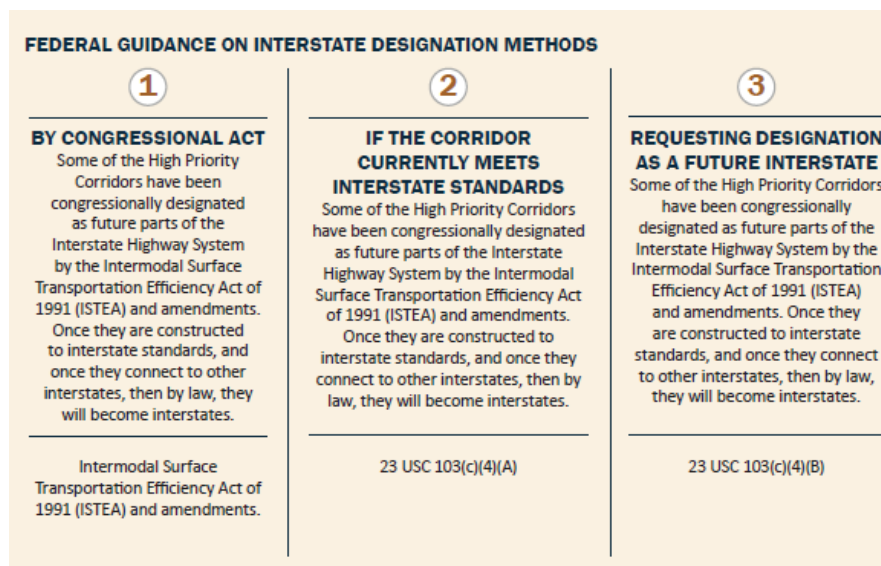 FEDERAL GUIDANCE ON INTERSTATE DESIGNATION METHODS
1
BY CONGRESSIONAL ACT
Some of the High Priority
Corridors have been
congressionally designated
as future parts of the
Interstate Highway System
by the Intermodal Surface
Transportation Efficiency Act of
1991 (ISTEA) and amendments.
Once they are constructed
to interstate standards, and
once they connect to other
interstates, then by law, they
will become interstates.
Intermodal Surface
Transportation Efficiency Act of
1991 (ISTEA) and amendments.
2
IF THE CORRIDOR
CURRENTLY MEETS
INTERSTATE STANDARDS
Some of the High Priority Corridors
have been congressionally designated
as future parts of the Interstate
Highway System by the Intermodal
Surface Transportation Efficiency Act
of 1991 (ISTEA) and amendments.
Once they are constructed to
interstate standards, and once they
connect to other interstates, then by
law, they will become interstates.
23 USC 103(c)(4)(A)
3
REQUESTING DESIGNATION
AS A FUTURE INTERSTATE
Some of the High Priority Corridors
have been congressionally
designated as future parts of the
Interstate Highway System by the
Intermodal Surface Transportation
Efficiency Act of 1991 (ISTEA)
and amendments. Once they
are constructed to interstate
standards, and once they connect
to other interstates, then by law,
they will become interstates.
23 USC 103(c)(4)(B)